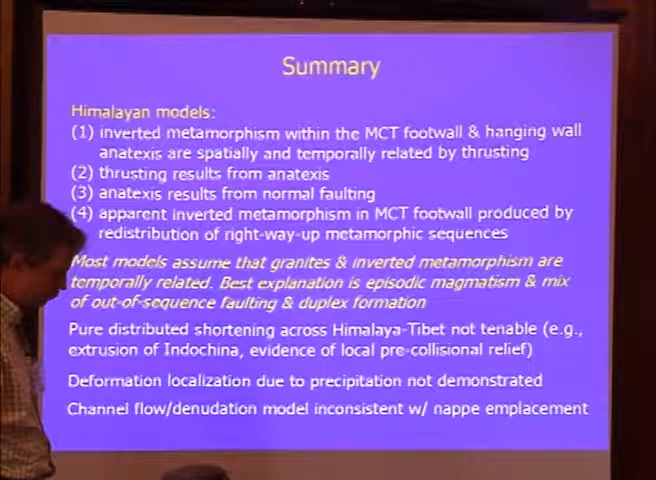 Summary
Himalayan models:
(1) inverted metamorphism within the MCT footwall & hanging wall
anatexis are spatially and temporally related by thrusting
(2) thrusting results from anatexis
(3) anatexis results from normal faulting
(4) apparent inverted metamorphism in MCT footwall produced by
redistribution of right-way-up metamorphic sequences
Most models assume that granites & inverted metamorphism are
temporally related. Best explanation is episodic magmatism & mix
of out-of-sequence faulting & duplex formation
Pure distributed shortening across Himalaya-Tibet not tenable (e.g.,
extrusion of Indochina, evidence of local pre-collisional relief)
Deformation localization due to precipitation not demonstrated
Channel flow/denudation model inconsistent w/ nappe emplacement